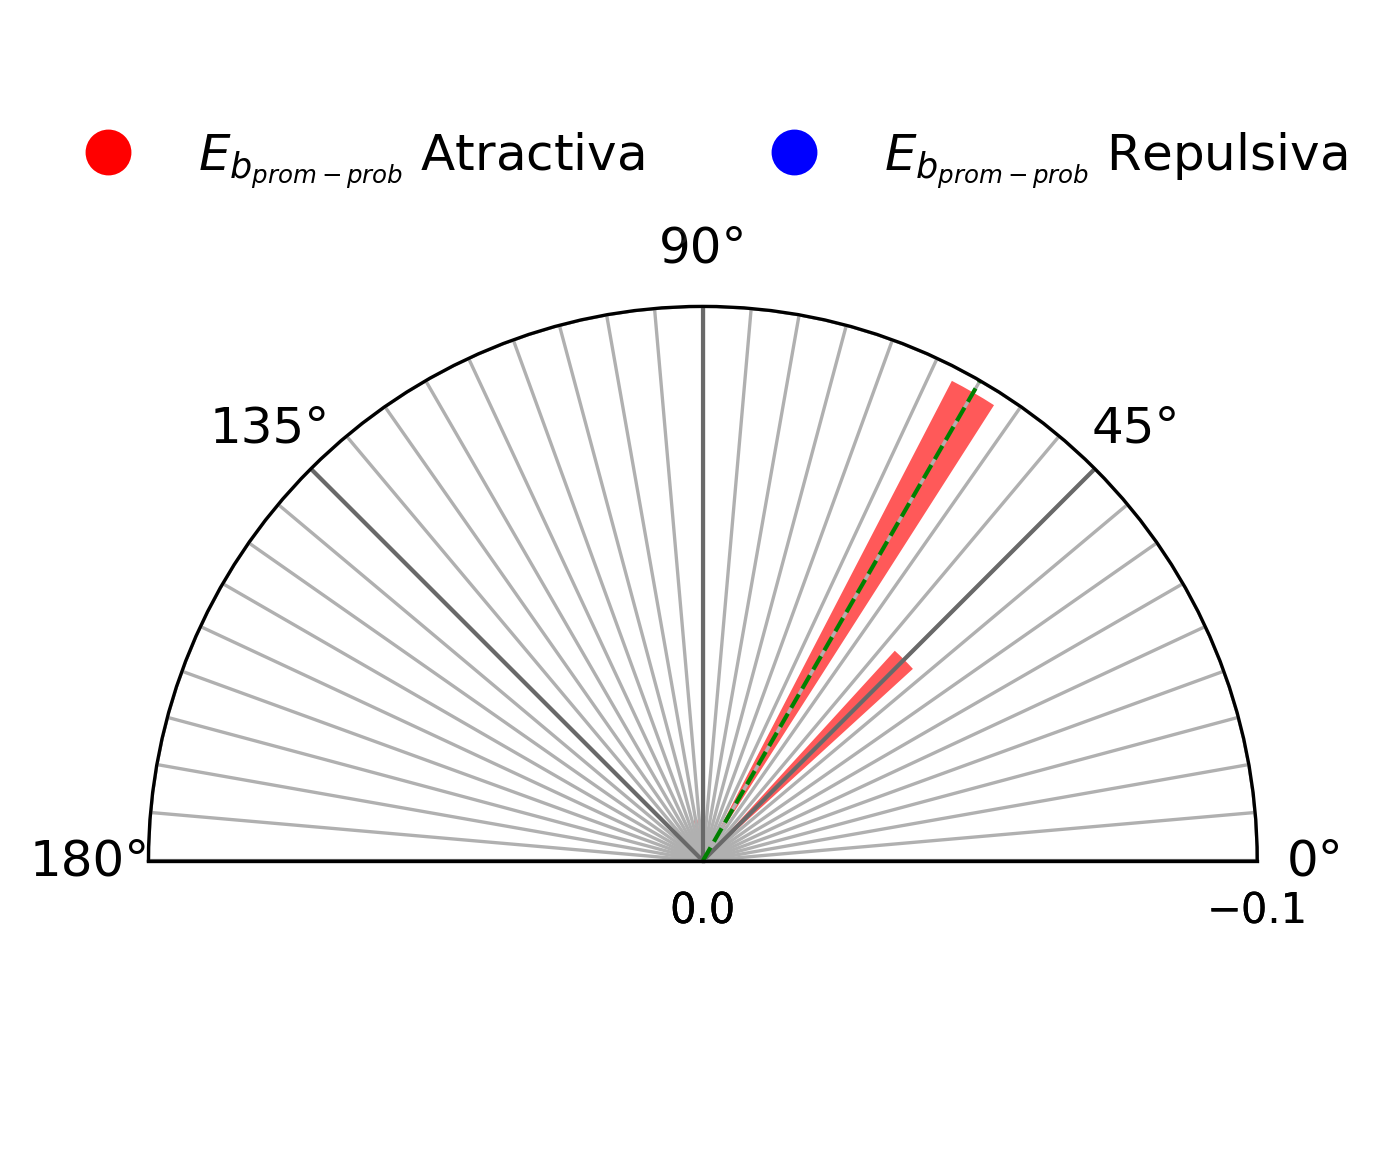 E_{b_{prom-prob}} Atractiva E_{b_{prom-prob}} Repulsiva
90°
135° 45°
180° 0°
0.0 −0.1